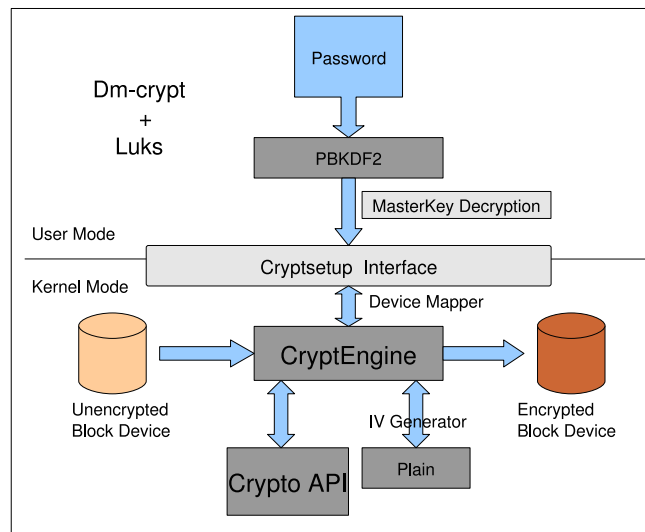 Password
Dm-crypt
+
Luks
PBKDF2
MasterKey Decryption
User Mode
Cryptsetup Interface
Kernel Mode
Device Mapper
CryptEngine
Unencrypted
Block Device
IV Generator
Encrypted
Block Device
Crypto API
Plain